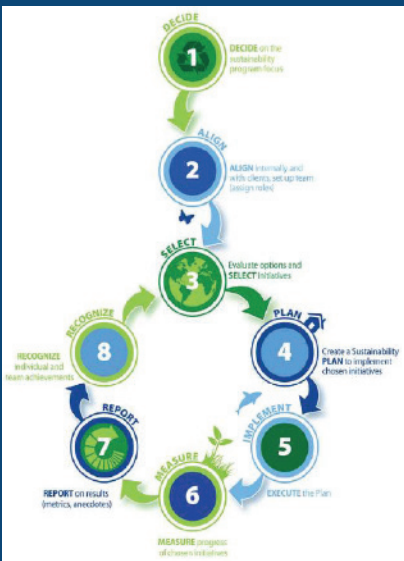 DECIDE
1
DECIDE on the
sustainability
program focus
ALIGN
2
ALIGN internally and
with clients, set up team
(assign roles)
SELECT
3
Evaluate options and
SELECT initiatives
PLAN
4
Create a Sustainability
PLAN to implement
chosen initiatives
IMPLEMENT
5
EXECUTE the Plan
MEASURE
6
MEASURE progress
of chosen initiatives
REPORT
7
REPORT on results
(metrics, anecdotes)
RECOGNIZE
8
RECOGNIZE
individual and
team achievements